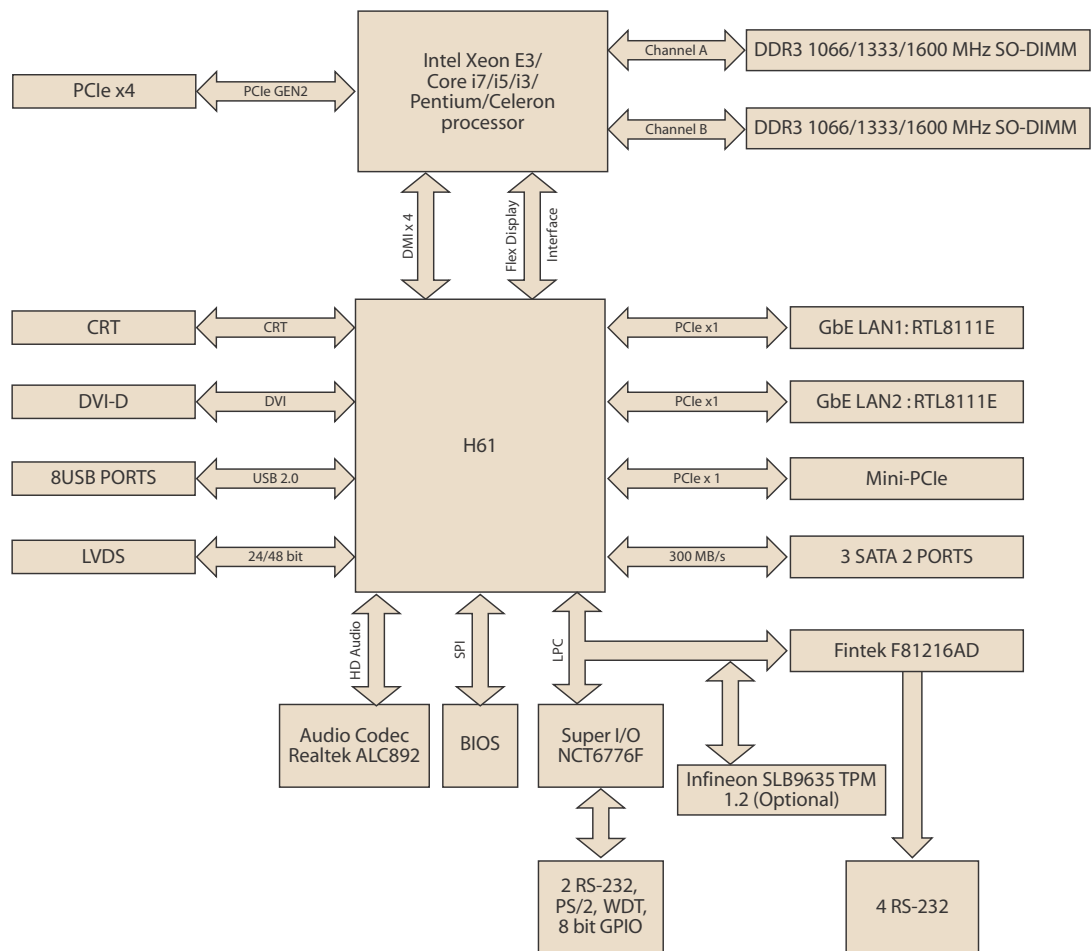 Intel Xeon E3/
Core i7/i5/i3/
Pentium/Celeron
processor
PCIe x4
PCIe GEN2
Channel A
DDR3 1066/1333/1600 MHz SO-DIMM
Channel B
DDR3 1066/1333/1600 MHz SO-DIMM
DMI x 4
Flex Display
Interface
H61
CRT
CRT
DVI-D
DVI
8USB PORTS
USB 2.0
LVDS
24/48 bit
PCIe x1
GbE LAN1: RTL8111E
PCIe x1
GbE LAN2 : RTL8111E
PCIe x 1
Mini-PCIe
300 MB/s
3 SATA 2 PORTS
HD Audio
SPI
LPC
Fintek F81216AD
Audio Codec
Realtek ALC892
BIOS
Super I/O
NCT6776F
Infineon SLB9635 TPM
1.2 (Optional)
2 RS-232,
PS/2, WDT,
8 bit GPIO
4 RS-232